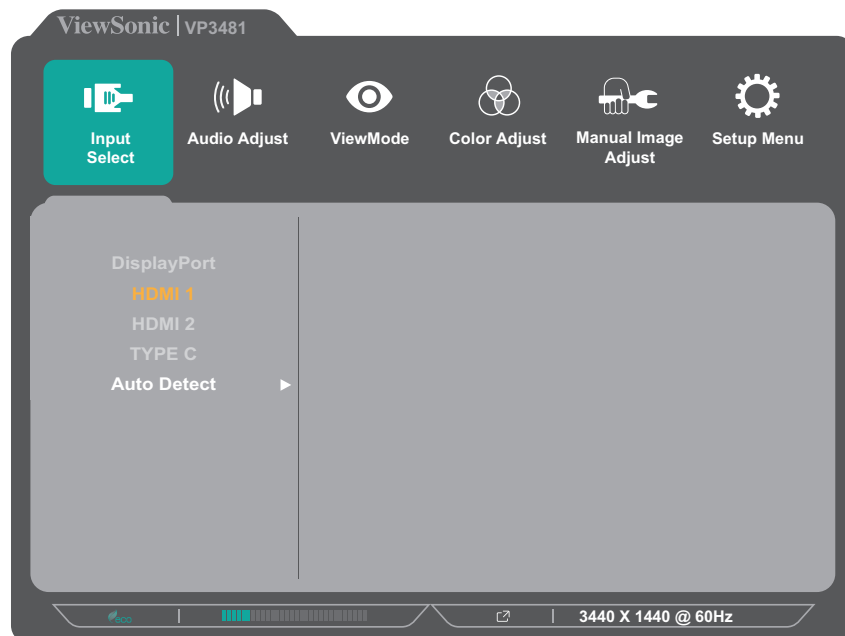 ViewSonic VP3481
Input
Select
Audio Adjust
ViewMode
Color Adjust
Manual Image
Adjust
Setup Menu
DisplayPort
HDMI 1
HDMI 2
TYPE C
Auto Detect
eco
3440 X 1440 @ 60Hz